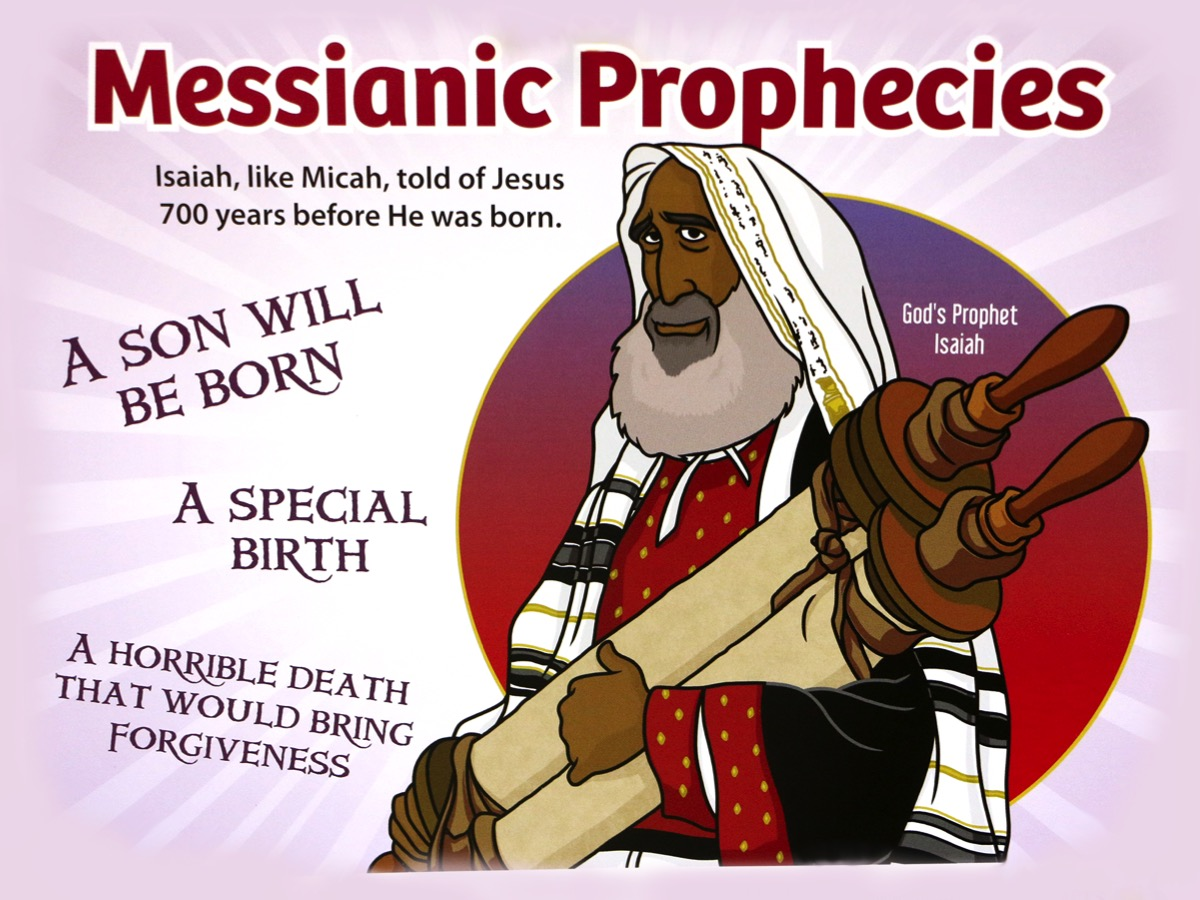 Messianic Prophecies
Isaiah, like Micah, told of Jesus
700 years before He was born.
A SON WILL
BE BORN
God's Prophet
Isaiah
A SPECIAL
BIRTH
A HORRIBLE DEATH
THAT WOULD BRING
FORGIVENESS